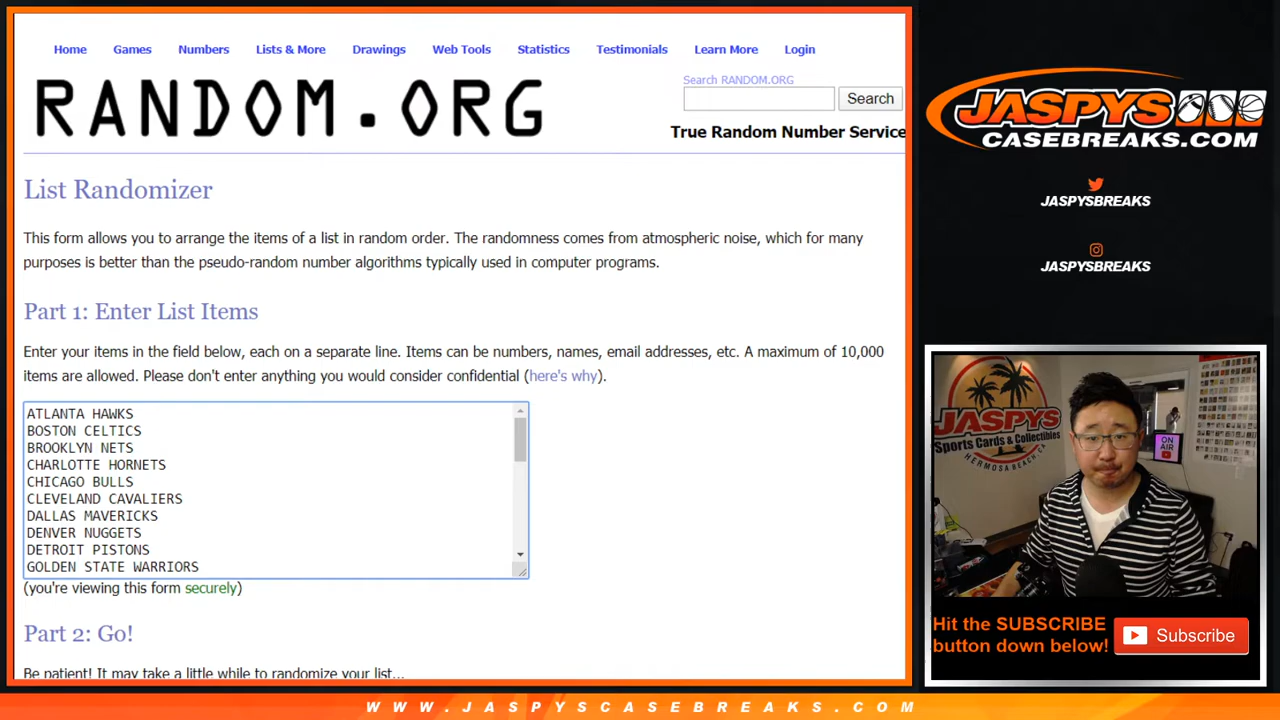 Home Games Numbers Lists & More Drawings Web Tools Statistics Testimonials Learn More Login
RANDOM.ORG
Search RANDOM.ORG
Search
True Random Number Service
List Randomizer
This form allows you to arrange the items of a list in random order. The randomness comes from atmospheric noise, which for many
purposes is better than the pseudo-random number algorithms typically used in computer programs.
Part 1: Enter List Items
Enter your items in the field below, each on a separate line. Items can be numbers, names, email addresses, etc. A maximum of 10,000
items are allowed. Please don't enter anything you would consider confidential (here's why).
ATLANTA HAWKS
BOSTON CELTICS
BROOKLYN NETS
CHARLOTTE HORNETS
CHICAGO BULLS
CLEVELAND CAVALIERS
DALLAS MAVERICKS
DENVER NUGGETS
DETROIT PISTONS
GOLDEN STATE WARRIORS
(you're viewing this form securely)
Part 2: Go!
Be patient! It may take a little while to randomize your list...
JASPYS
CASEBREAKS.COM
JASPYSBREAKS
JASPYSBREAKS
JASPYS
Sports Cards & Collectibles
HERMOSA BEACH, CA
ON
AIR
Hit the SUBSCRIBE
button down below!
Subscribe
WWW.JASPYSCASEBREAKS.COM